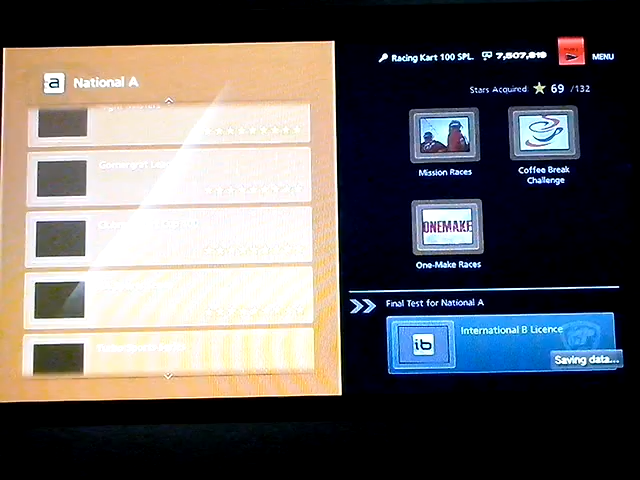 Racing Kart 100 SPL. 7,507,919 MENU
a National A
Stars Acquired 69 /132
Mission Races
Coffee Break
Challenge
ONEMAKE
One-Make Races
Final Test for National A
ib International B Licence
Saving data...